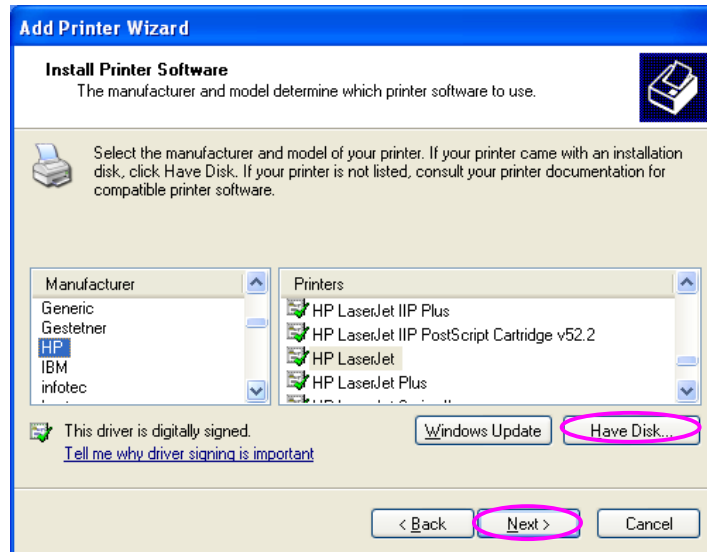 Add Printer Wizard
Install Printer Software
The manufacturer and model determine which printer software to use.
Select the manufacturer and model of your printer. If your printer came with an installation
disk, click Have Disk. If your printer is not listed, consult your printer documentation for
compatible printer software.
Manufacturer
Generic
Gestetner
HP
IBM
infotec
Printers
HP LaserJet IIP Plus
HP LaserJet IIP PostScript Cartridge v52.2
HP LaserJet
HP LaserJet Plus
This driver is digitally signed.
Tell me why driver signing is important
Windows Update
Have Disk...
< Back
Next >
Cancel